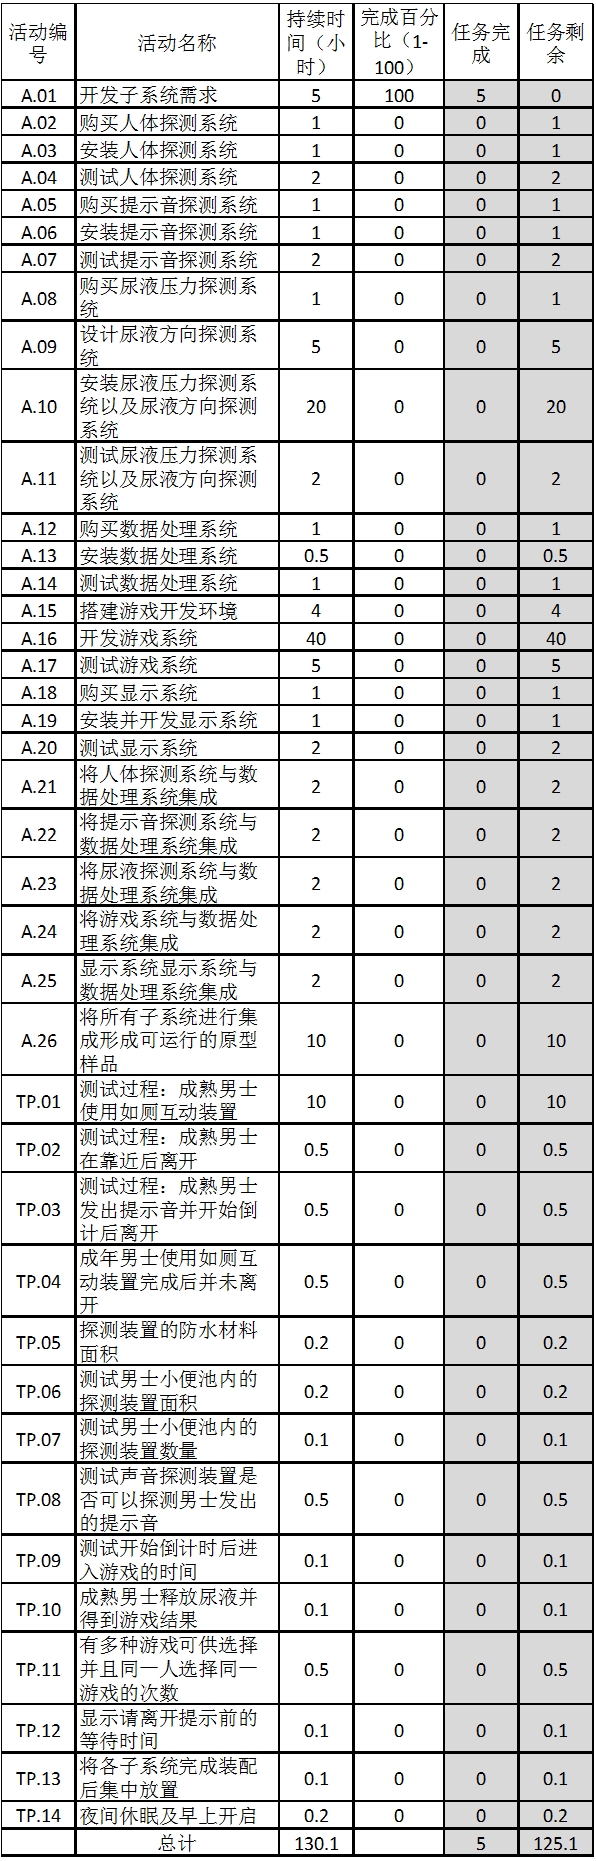 活动编号 活动名称 持续时间（小时） 完成百分比（1-100） 任务完成 任务剩余
A.01 开发子系统需求 5 100 5 0
A.02 购买人体探测系统 1 0 0 1
A.03 安装人体探测系统 1 0 0 1
A.04 测试人体探测系统 2 0 0 2
A.05 购买提示音探测系统 1 0 0 1
A.06 安装提示音探测系统 1 0 0 1
A.07 测试提示音探测系统 2 0 0 2
A.08 购买尿液压力探测系统 1 0 0 1
A.09 设计尿液方向探测系统 5 0 0 5
A.10 安装尿液压力探测系统以及尿液方向探测系统 20 0 0 20
A.11 测试尿液压力探测系统以及尿液方向探测系统 2 0 0 2
A.12 购买数据处理系统 1 0 0 1
A.13 安装数据处理系统 0.5 0 0 0.5
A.14 测试数据处理系统 1 0 0 1
A.15 搭建游戏开发环境 4 0 0 4
A.16 开发游戏系统 40 0 0 40
A.17 测试游戏系统 5 0 0 5
A.18 购买显示系统 1 0 0 1
A.19 安装并开发显示系统 1 0 0 1
A.20 测试显示系统 2 0 0 2
A.21 将人体探测系统与数据处理系统集成 2 0 0 2
A.22 将提示音探测系统与数据处理系统集成 2 0 0 2
A.23 将尿液探测系统与数据处理系统集成 2 0 0 2
A.24 将游戏系统与数据处理系统集成 2 0 0 2
A.25 显示系统显示系统与数据处理系统集成 2 0 0 2
A.26 将所有子系统进行集成形成可运行的原型样品 10 0 0 10
TP.01 测试过程：成熟男士使用如厕互动装置 10 0 0 10
TP.02 测试过程：成熟男士在靠近后离开 0.5 0 0 0.5
TP.03 测试过程：成熟男士发出提示音并开始倒计后离开 0.5 0 0 0.5
TP.04 成年男士使用如厕互动装置完成后并未离开 0.5 0 0 0.5
TP.05 探测装置的防水材料面积 0.2 0 0 0.2
TP.06 测试男士小便池内的探测装置面积 0.2 0 0 0.2
TP.07 测试男士小便池内的探测装置数量 0.1 0 0 0.1
TP.08 测试声音探测装置是否可以探测男士发出的提示音 0.5 0 0 0.5
TP.09 测试开始倒计时后进入游戏的时间 0.1 0 0 0.1
TP.10 成熟男士释放尿液并得到游戏结果 0.1 0 0 0.1
TP.11 有多种游戏可供选择并且同一人选择同一游戏的次数 0.5 0 0 0.5
TP.12 显示请离开提示前的等待时间 0.1 0 0 0.1
TP.13 将各子系统完成装配后集中放置 0.1 0 0 0.1
TP.14 夜间休眠及早上开启 0.2 0 0 0.2
总计 130.1 5 125.1